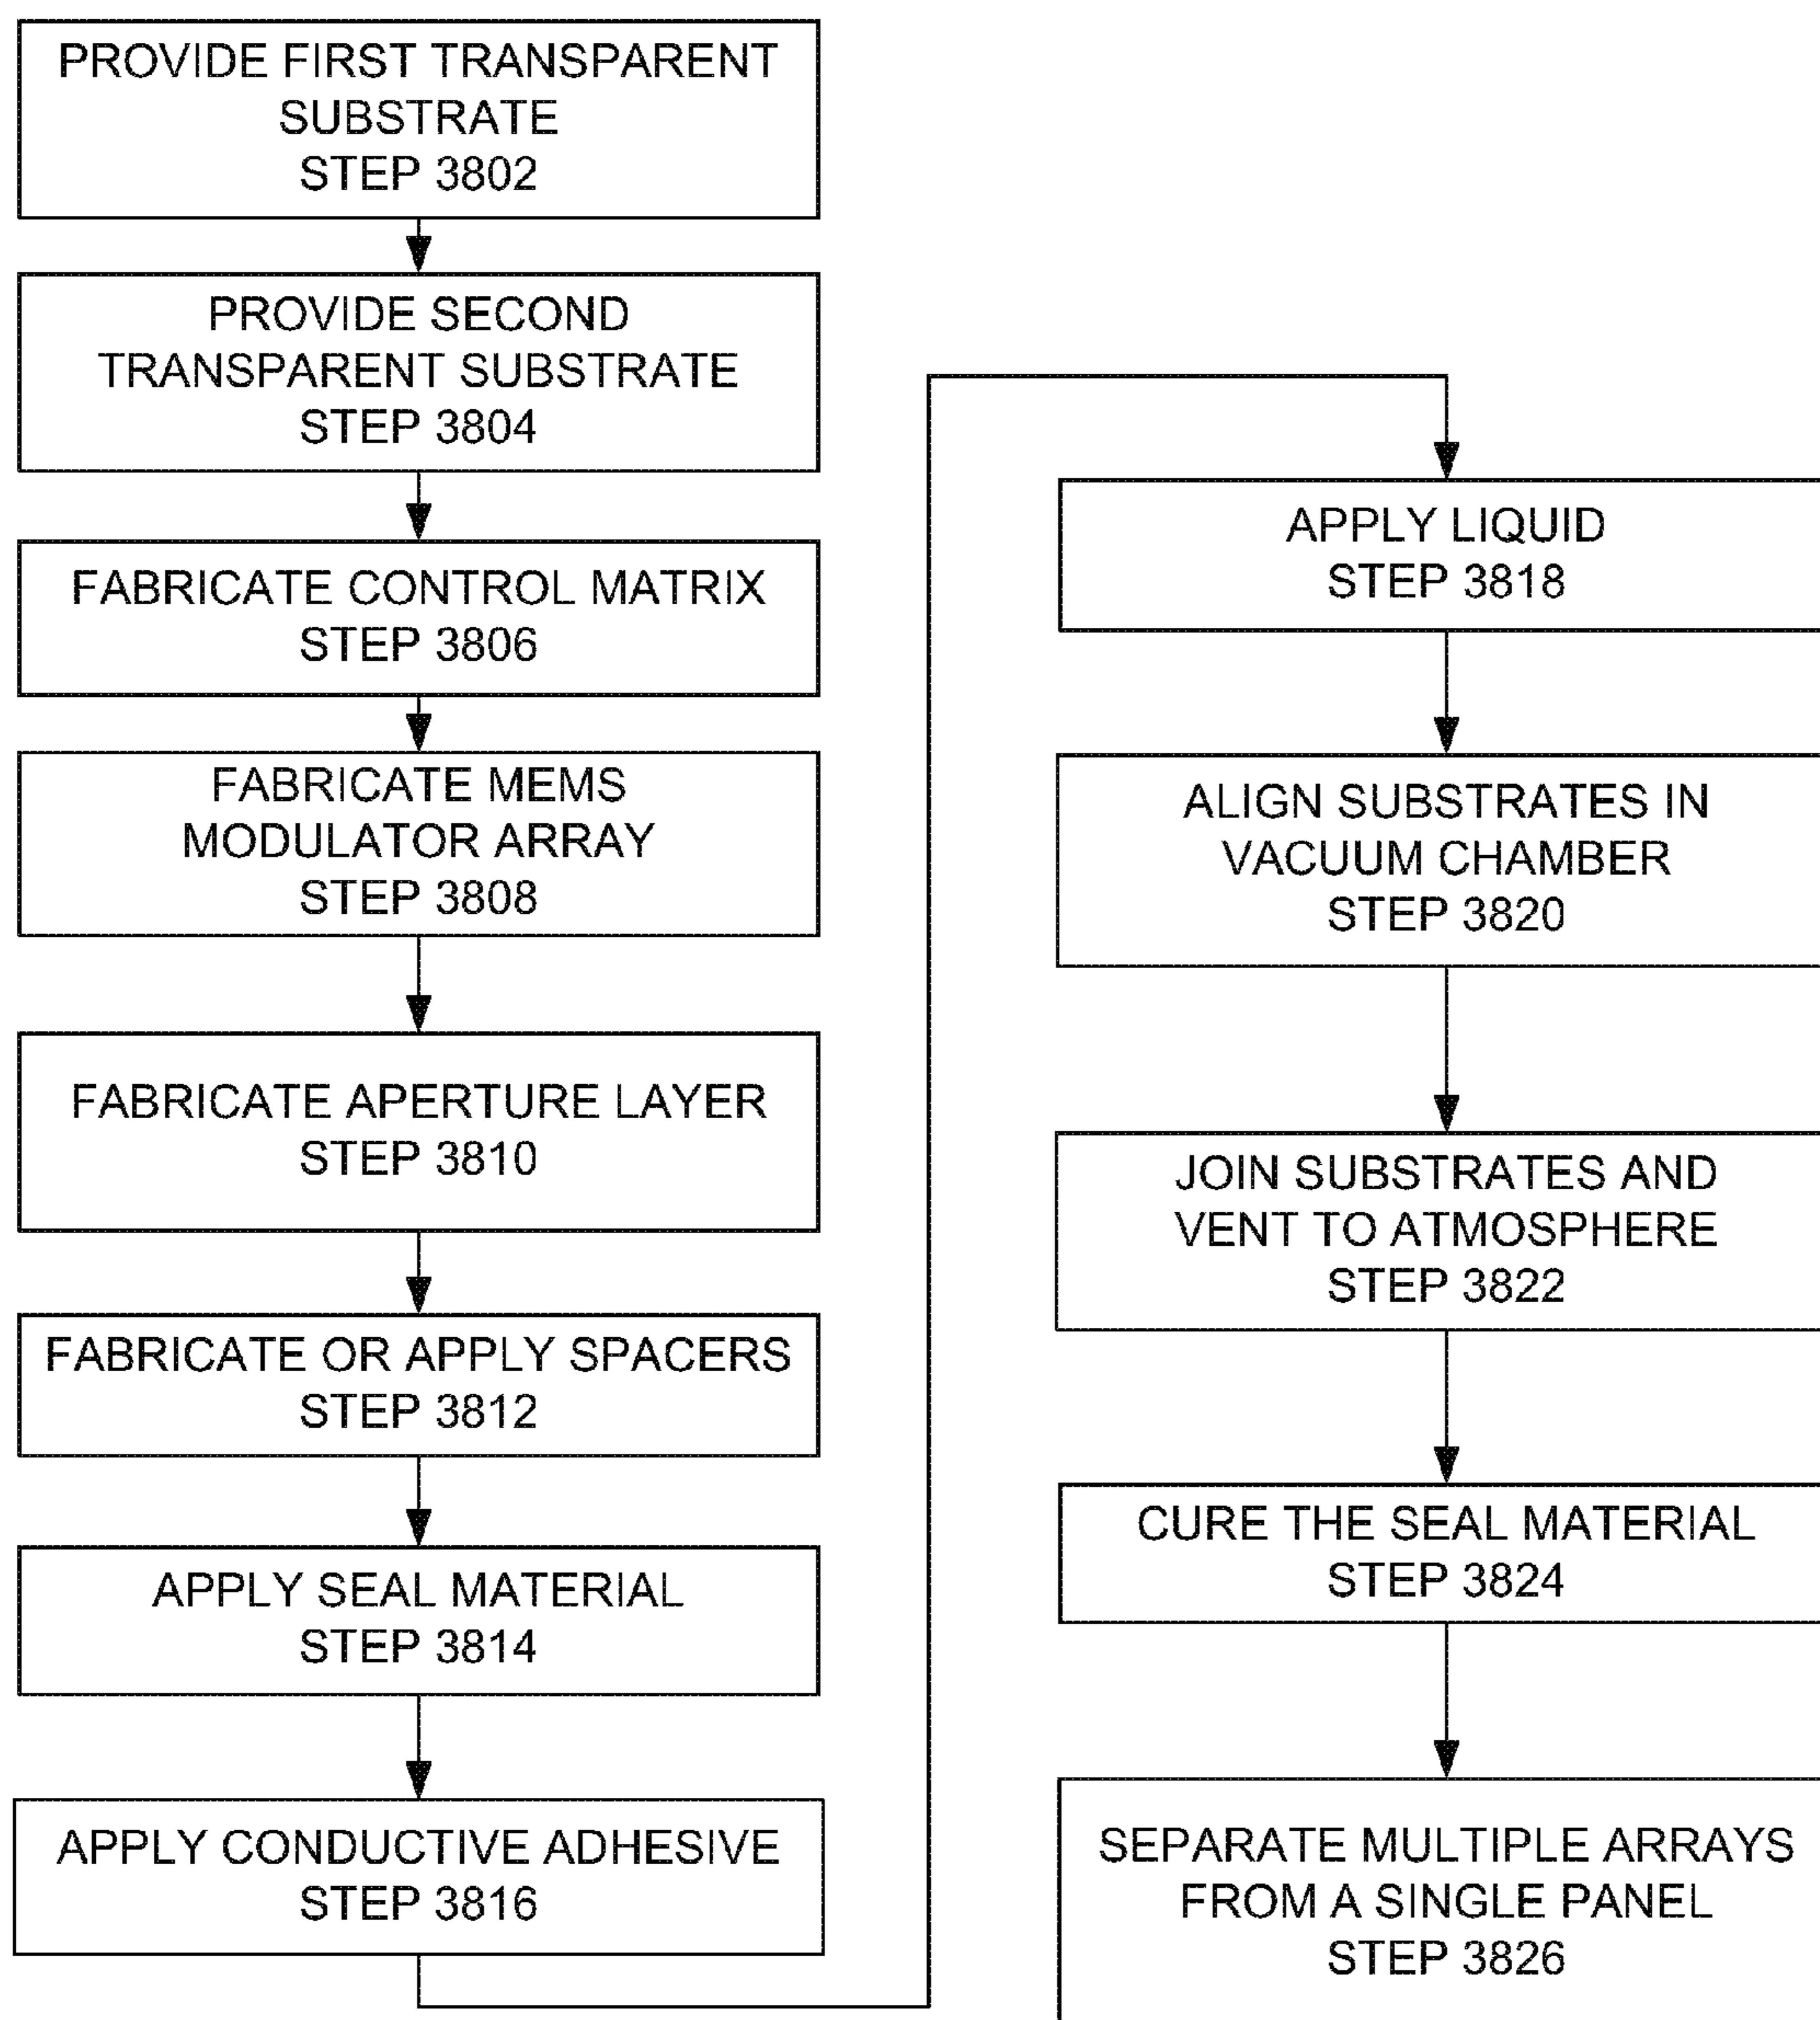 PROVIDE FIRST TRANSPARENT
SUBSTRATE
STEP 3802
PROVIDE SECOND
TRANSPARENT SUBSTRATE
STEP 3804
FABRICATE CONTROL MATRIX
STEP 3806
FABRICATE MEMS
MODULATOR ARRAY
STEP 3808
FABRICATE APERTURE LAYER
STEP 3810
FABRICATE OR APPLY SPACERS
STEP 3812
APPLY SEAL MATERIAL
STEP 3814
APPLY CONDUCTIVE ADHESIVE
STEP 3816
APPLY LIQUID
STEP 3818
ALIGN SUBSTRATES IN
VACUUM CHAMBER
STEP 3820
JOIN SUBSTRATES AND
VENT TO ATMOSPHERE
STEP 3822
CURE THE SEAL MATERIAL
STEP 3824
SEPARATE MULTIPLE ARRAYS
FROM A SINGLE PANEL
STEP 3826